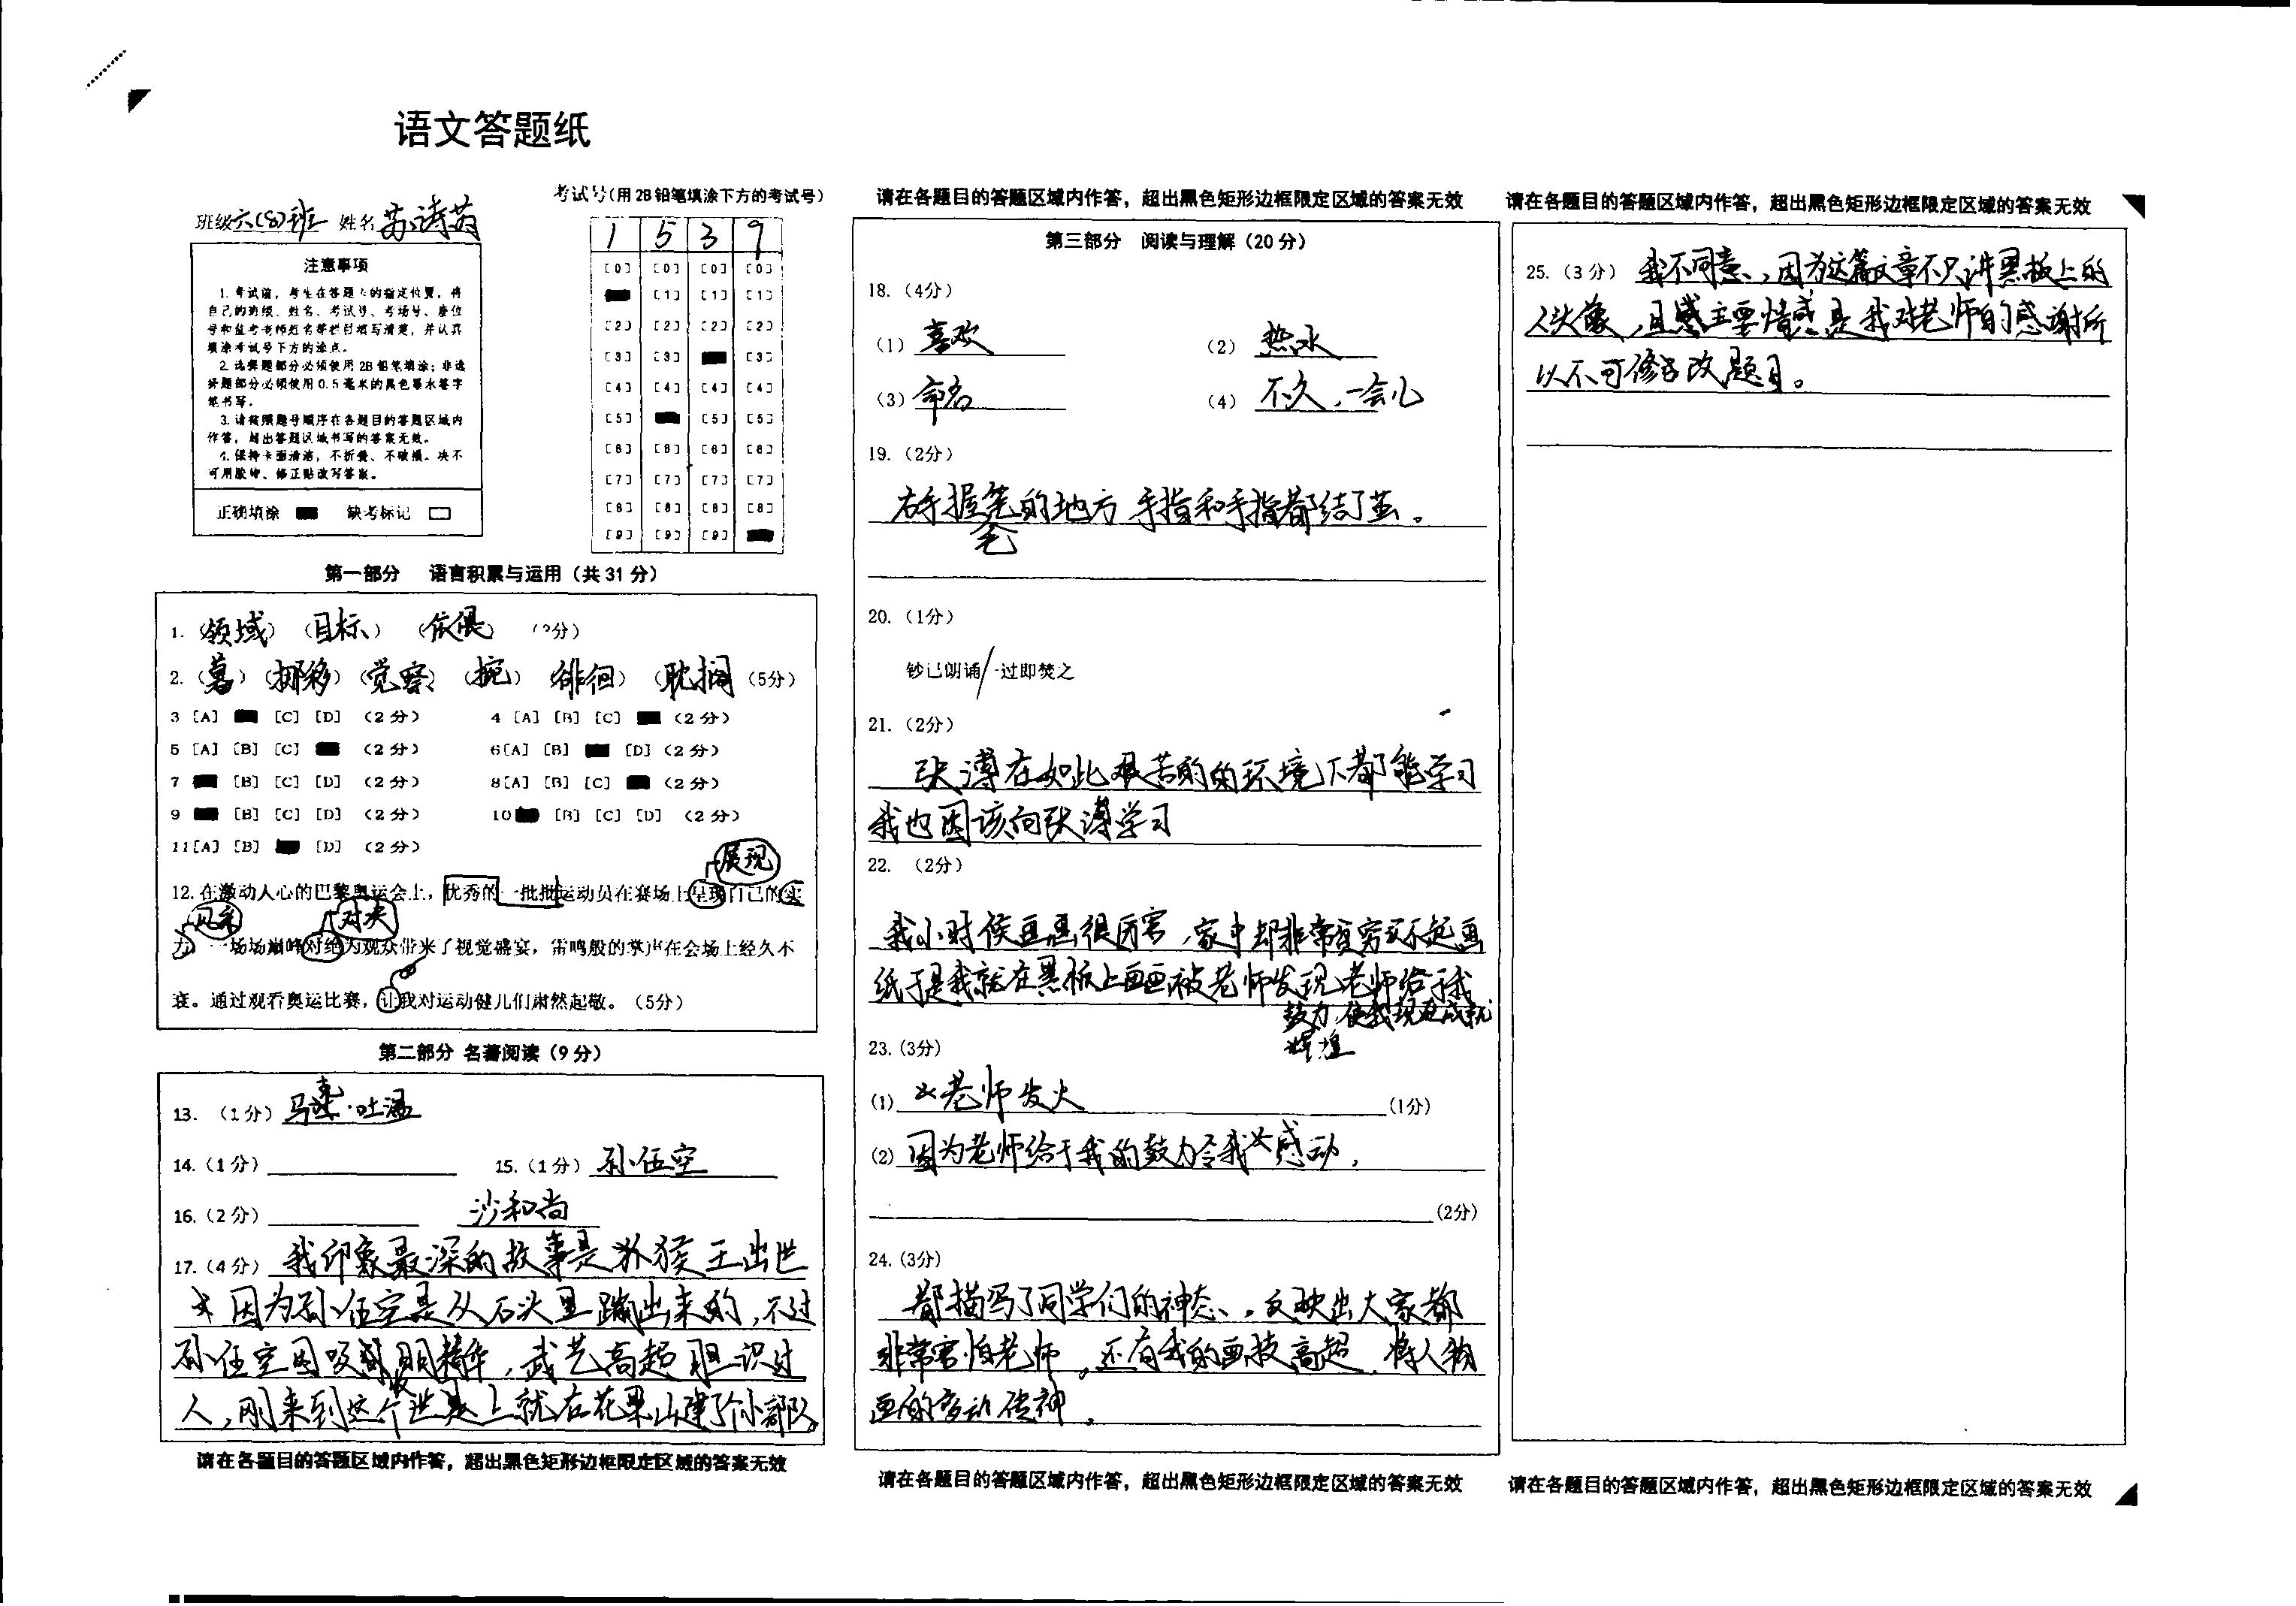 语文答题纸
班级 六(8)班 姓名 苏诗茵
考试号(用2B铅笔填涂下方的考试号)
1 5 3 9
[0] [0] [0] [0]
[1] [1] [1]
[2] [2] [2] [2]
[3] [3] [3]
[4] [4] [4] [4]
[5] [5] [5]
[6] [6] [6] [6]
[7] [7] [7] [7]
[8] [8] [8] [8]
[9] [9] [9]
注意事项
1. 考试前,考生在答题卡的指定位置,将
自己的班级、姓名、考试号、考场号、座位
号和监考老师姓名等栏目填写清楚,并认真
填涂考试号下方的涂点。
2. 选择题部分必须使用2B铅笔填涂;非选
择题部分必须使用0.5毫米的黑色墨水签字
笔书写。
3. 请按照题号顺序在各题目的答题区域内
作答,超出答题区域书写的答案无效。
4. 保持卡面清洁,不折叠、不破损。决不
可用胶带、修正贴改写答案。
正确填涂 缺考标记
第一部分 语言积累与运用(共31分)
1. (领域) (目标) (依偎)
2. (暮) (挪移) (觉察) (挽) (徘徊) (耽搁) (5分)
3 [A] [C] [D] (2分) 4 [A] [B] [C] (2分)
5 [A] [B] [C] (2分) 6 [A] [B] [D] (2分)
7 [B] [C] [D] (2分) 8 [A] [B] [C] (2分)
9 [B] [C] [D] (2分) 10 [B] [C] [D] (2分)
11 [A] [B] [D] (2分)
展现
12. 在激动人心的巴黎奥运会上,优秀的一批批运动员在赛场上呈现自己的实
风采 对决
力。一场场巅峰对绝为观众带来了视觉盛宴,雷鸣般的掌声在会场上经久不
衰。通过观看奥运比赛,让我对运动健儿们肃然起敬。(5分)
第二部分 名著阅读(9分)
13. (1分) 马克·吐温
14. (1分) 15. (1分) 孙伍空
16. (2分) 沙和尚
17. (4分) 我印象最深的故事是 猴王出世
因为孙伍空是从石头里蹦出来的,不过
孙伍空因吸 精华,武艺高超胆识过
人,刚来到这个世 上就在花果山建了个小部队。
请在各题目的答题区域内作答,超出黑色矩形边框限定区域的答案无效
请在各题目的答题区域内作答,超出黑色矩形边框限定区域的答案无效
第三部分 阅读与理解(20分)
18. (4分)
(1) 喜欢 (2) 热水
(3) 命名 (4) 不久,一会儿
19. (2分)
右手握笔的地方 手指和手指都结了茧。
20. (1分)
钞已朗诵/一过即焚之
21. (2分)
张溥在如此艰苦的的环境下都能学习
我也因该向张溥学习
22. (2分)
我小时候画画很厉害,家中却非常贫穷买不起画
纸于是我就在黑板上画画被老师发现老师给予我
鼓力,使我现在成就
辉煌
23. (3分)
(1) 老师发火 (1分)
(2) 因为老师给于我的鼓力令我 感动,
(2分)
24. (3分)
都描写了同学们的神态、。反映出大家都
非常害怕老师。还有我的画技高超 将人物
画的多动传神。
请在各题目的答题区域内作答,超出黑色矩形边框限定区域的答案无效
请在各题目的答题区域内作答,超出黑色矩形边框限定区域的答案无效
25. (3分) 我不同意、,因为这篇文章不只讲黑板上的
人头像,且 主要情感是我对老师的感谢所
以不可修 改题目。
请在各题目的答题区域内作答,超出黑色矩形边框限定区域的答案无效